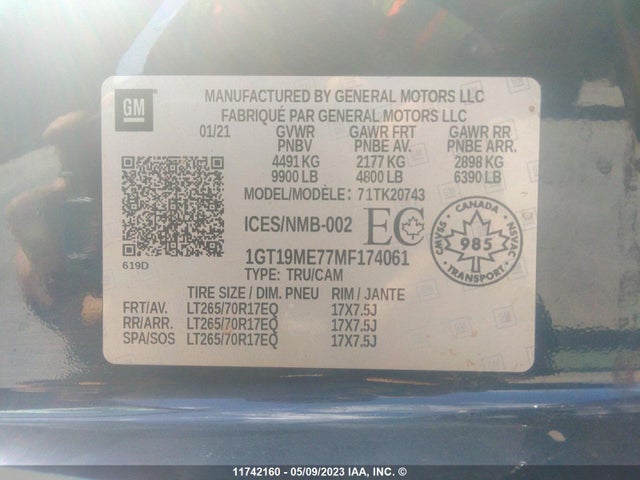 GM
MANUFACTURED BY GENERAL MOTORS LLC
FABRIQUÉ PAR GENERAL MOTORS LLC
01/21 GVWR GAWR FRT GAWR RR
PNBV PNBE AV. PNBE ARR.
4491 KG 2177 KG 2898 KG
9900 LB 4800 LB 6390 LB
MODEL/MODÈLE: 71TK20743
ICES/NMB-002 EC
CANADA
CMVSS 985 NSVAC
TRANSPORT
619D
1GT19ME77MF174061
TYPE: TRU/CAM
TIRE SIZE / DIM. PNEU RIM / JANTE
FRT/AV. LT265/70R17EQ 17X7.5J
RR/ARR. LT265/70R17EQ 17X7.5J
SPA/SOS LT265/70R17EQ 17X7.5J
11742160 - 05/09/2023 IAA, INC. ©